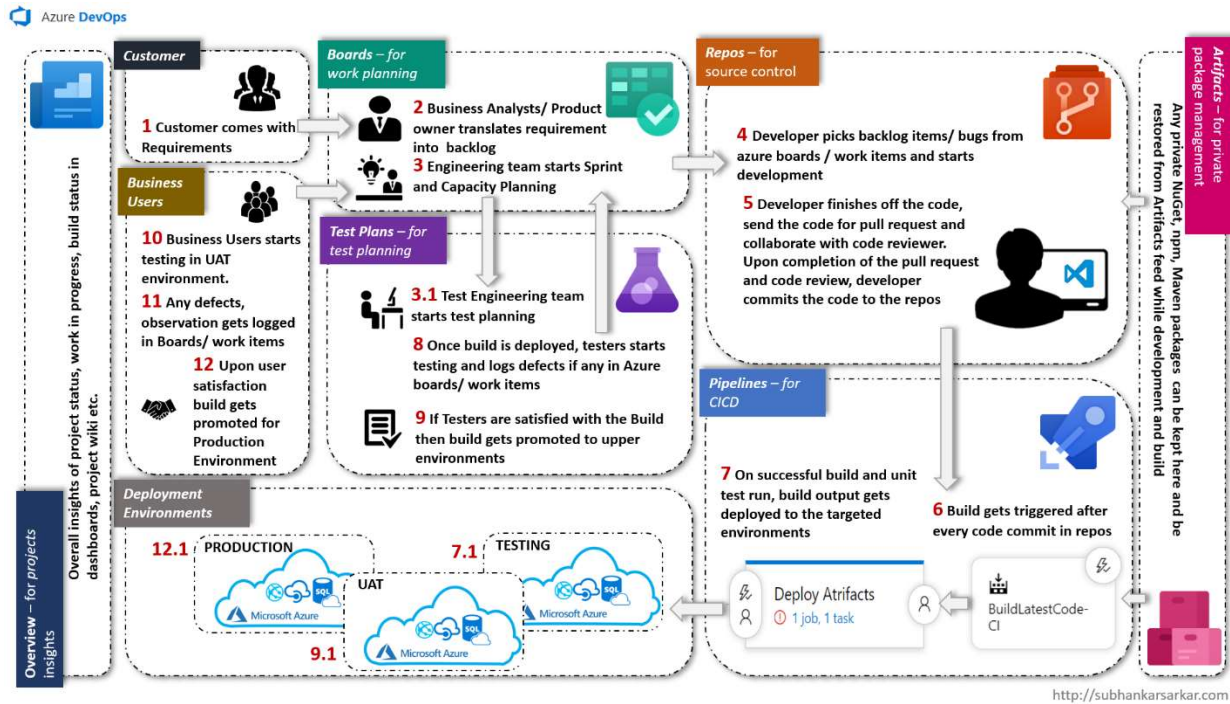 Azure DevOps
Overall insights of project status, work in progress, build status in
dashboards, project wiki etc.
Overview – for projects
insights
Customer
1 Customer comes with
Requirements
Business
Users
10 Business Users starts
testing in UAT
environment.
11 Any defects,
observation gets logged
in Boards/ work items
12 Upon user
satisfaction
build gets
promoted for
Production
Environment
Boards – for
work planning
2 Business Analysts/ Product
owner translates requirement
into backlog
3 Engineering team starts Sprint
and Capacity Planning
Test Plans – for
test planning
3.1 Test Engineering team
starts test planning
8 Once build is deployed, testers starts
testing and logs defects if any in Azure
boards/ work items
9 If Testers are satisfied with the Build
then build gets promoted to upper
environments
Repos – for
source control
4 Developer picks backlog items/ bugs from
azure boards / work items and starts
development
5 Developer finishes off the code,
send the code for pull request and
collaborate with code reviewer.
Upon completion of the pull request
and code review, developer
commits the code to the repos
Pipelines – for
CICD
7 On successful build and unit
test run, build output gets
deployed to the targeted
environments
6 Build gets triggered after
every code commit in repos
Deploy Atrifacts
1 job, 1 task
BuildLatestCode-
CI
Deployment
Environments
12.1
PRODUCTION
SQL
Microsoft Azure
9.1
UAT
SQL
Microsoft Azure
7.1
TESTING
SQL
Microsoft Azure
Artifacts – for private
package management
Any private NuGet, npm, Maven packages can be kept here and be
restored from Artifacts feed while development and build
http://subhankarsarkar.com